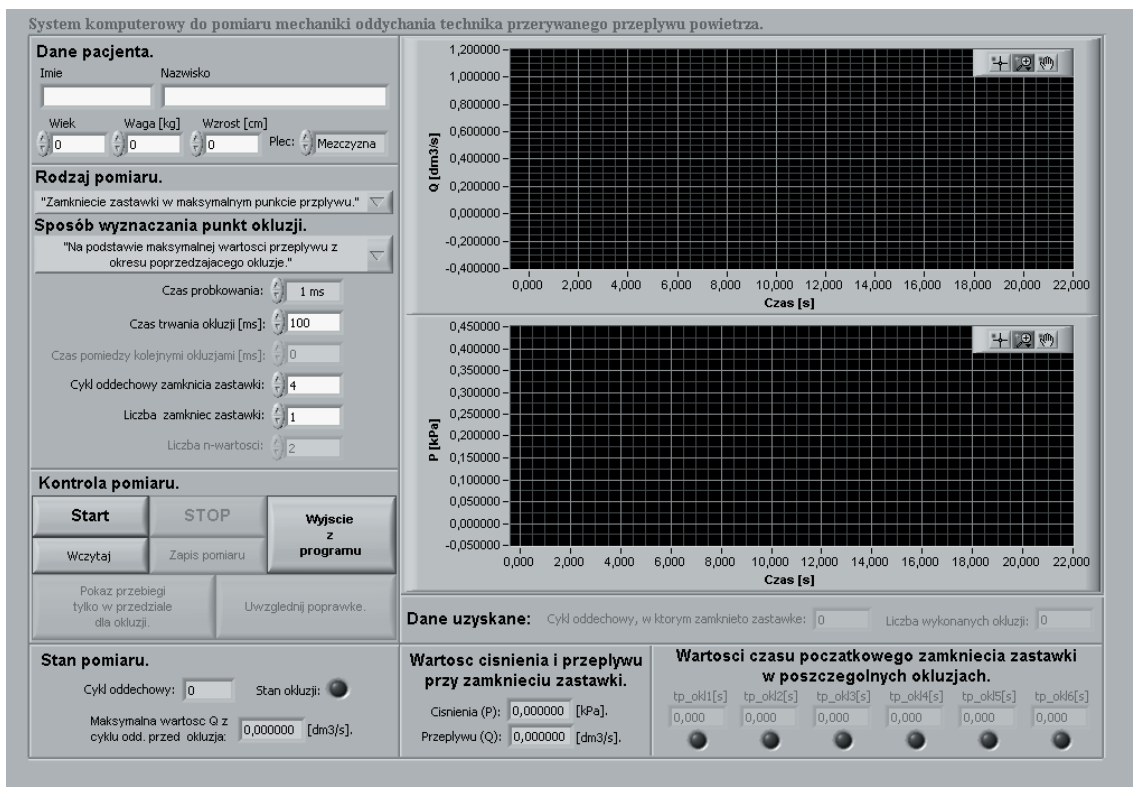 System komputerowy do pomiaru mechaniki oddychania technika przerywanego przeplywu powietrza.
Dane pacjenta.
Imie Nazwisko
Wiek Waga [kg] Wzrost [cm]
0 0 0 Plec: Mezczyzna
Rodzaj pomiaru.
"Zamkniecie zastawki w maksymalnym punkcie przplywu."
Sposób wyznaczania punkt okluzji.
"Na podstawie maksymalnej wartosci przeplywu z
okresu poprzedzajacego okluzje."
Czas probkowania: 1 ms
Czas trwania okluzji [ms]: 100
Czas pomiedzy kolejnymi okluzjami [ms]: 0
Cykl oddechowy zamknicia zastawki: 4
Liczba zamkniec zastawki: 1
Liczba n-wartosci: 2
Kontrola pomiaru.
Start STOP
Wyjscie
z
programu
Wczytaj Zapis pomiaru
Pokaz przebiegi
tylko w przedziale
dla okluzji.
Uwzglednij poprawke.
Stan pomiaru.
Cykl oddechowy: 0 Stan okluzji:
Maksymalna wartosc Q z
cyklu odd. przed okluzja: 0,000000 [dm3/s].
Q [dm3/s]
1,200000
1,000000
0,800000
0,600000
0,400000
0,200000
0,000000
-0,200000
-0,400000
0,000 2,000 4,000 6,000 8,000 10,000 12,000 14,000 16,000 18,000 20,000 22,000
Czas [s]
P [kPa]
0,450000
0,400000
0,350000
0,300000
0,250000
0,200000
0,150000
0,100000
0,050000
0,000000
-0,050000
0,000 2,000 4,000 6,000 8,000 10,000 12,000 14,000 16,000 18,000 20,000 22,000
Czas [s]
Dane uzyskane: Cykl oddechowy, w ktorym zamknieto zastawke: 0 Liczba wykonanych okluzji: 0
Wartosc cisnienia i przeplywu
przy zamknieciu zastawki.
Cisnienia (P): 0,000000 [kPa].
Przeplywu (Q): 0,000000 [dm3/s].
Wartosci czasu poczatkowego zamkniecia zastawki
w poszczegolnych okluzjach.
tp_okl1[s] tp_okl2[s] tp_okl3[s] tp_okl4[s] tp_okl5[s] tp_okl6[s]
0,000 0,000 0,000 0,000 0,000 0,000